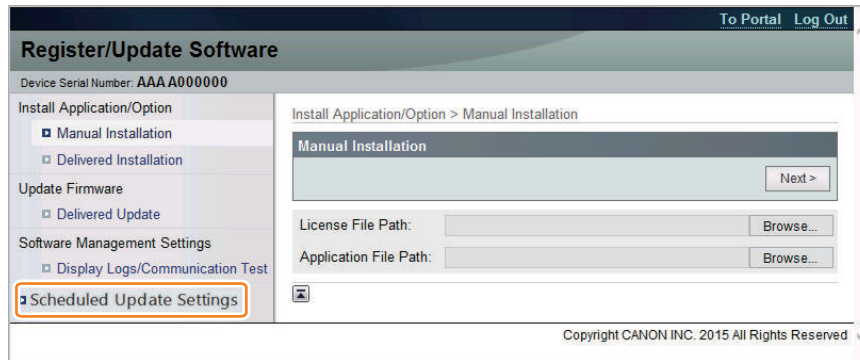 To Portal Log Out
Register/Update Software
Device Serial Number: AAAA000000
Install Application/Option
Manual Installation
Delivered Installation
Update Firmware
Delivered Update
Software Management Settings
Display Logs/Communication Test
Scheduled Update Settings
Install Application/Option > Manual Installation
Manual Installation
Next >
License File Path: Browse...
Application File Path: Browse...
Copyright CANON INC. 2015 All Rights Reserved